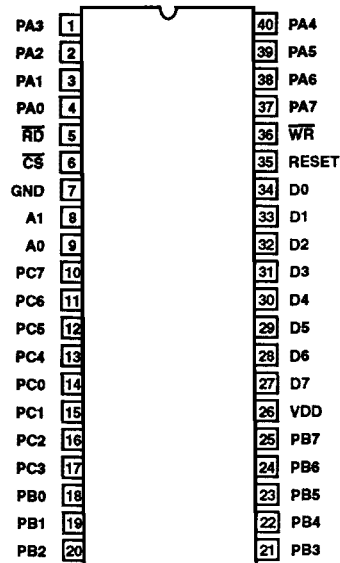 PA3 1 40 PA4
PA2 2 39 PA5
PA1 3 38 PA6
PA0 4 37 PA7
R̅D̅ 5 36 W̅R̅
C̅S̅ 6 35 RESET
GND 7 34 D0
A1 8 33 D1
A0 9 32 D2
PC7 10 31 D3
PC6 11 30 D4
PC5 12 29 D5
PC4 13 28 D6
PC0 14 27 D7
PC1 15 26 VDD
PC2 16 25 PB7
PC3 17 24 PB6
PB0 18 23 PB5
PB1 19 22 PB4
PB2 20 21 PB3